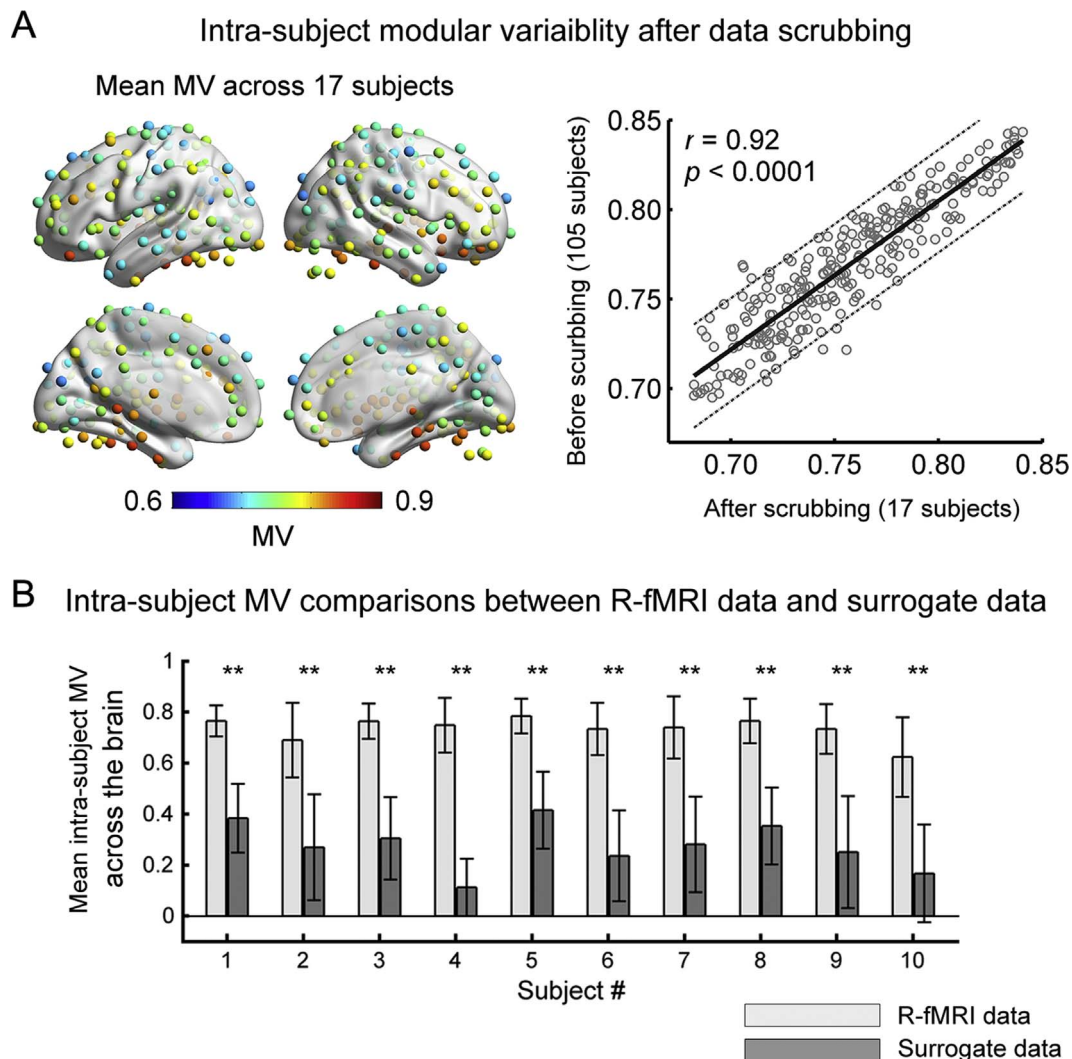 A
Intra-subject modular variaiblity after data scrubbing
Mean MV across 17 subjects
0.6
0.9
MV
Before scurbbing (105 subjects)
0.85
0.80
0.75
0.70
r = 0.92
p < 0.0001
0.70 0.75 0.80 0.85
After scrubbing (17 subjects)
B
Intra-subject MV comparisons between R-fMRI data and surrogate data
Mean intra-subject MV
across the brain
1
0.8
0.6
0.4
0.2
0
** ** ** ** ** ** ** ** ** **
1 2 3 4 5 6 7 8 9 10
Subject #
R-fMRI data
Surrogate data